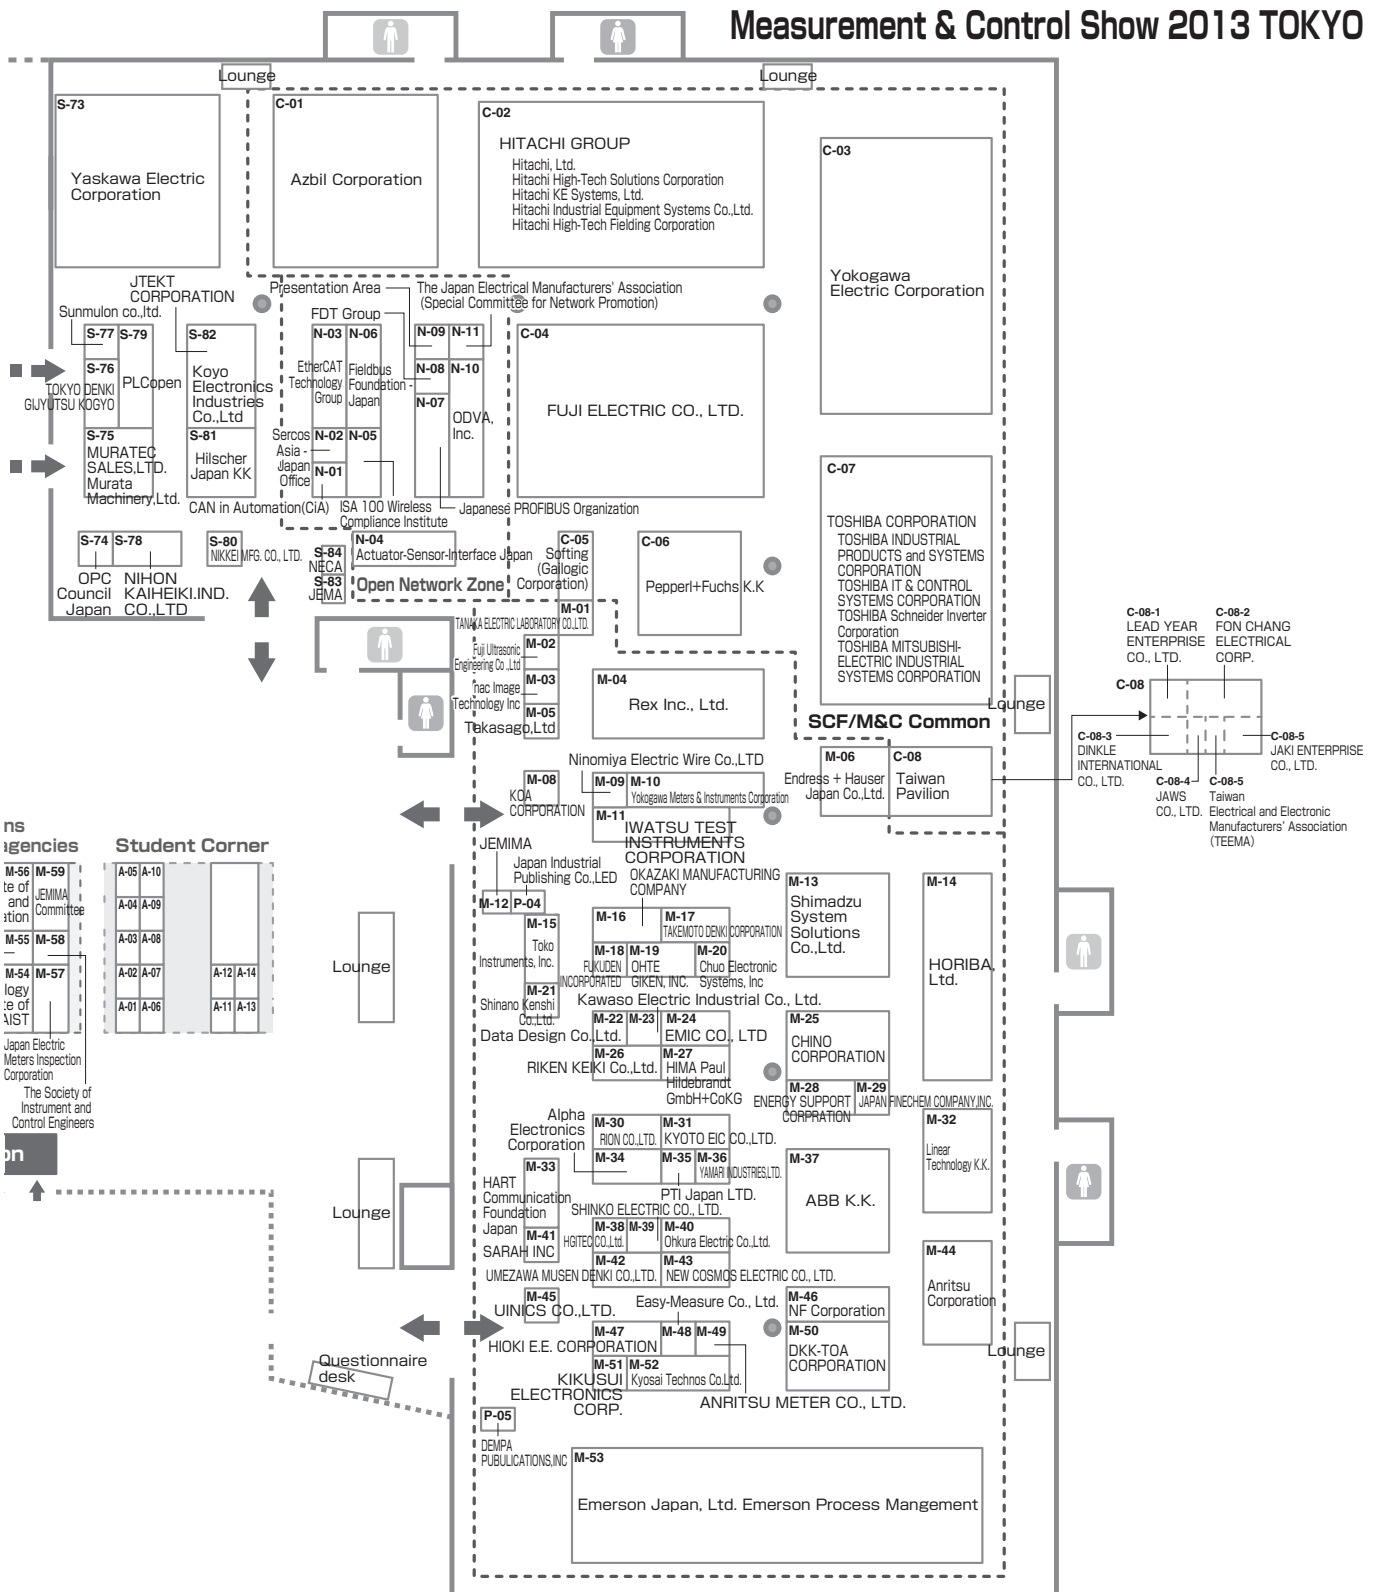 Measurement & Control Show 2013 TOKYO
Lounge
Lounge
S-73
Yaskawa Electric
Corporation
C-01
Azbil Corporation
C-02
HITACHI GROUP
Hitachi, Ltd.
Hitachi High-Tech Solutions Corporation
Hitachi KE Systems, Ltd.
Hitachi Industrial Equipment Systems Co.,Ltd.
Hitachi High-Tech Fielding Corporation
C-03
Yokogawa
Electric Corporation
JTEKT
CORPORATION
Sunmulon co.,ltd.
Presentation Area
The Japan Electrical Manufacturers' Association
(Special Committee for Network Promotion)
FDT Group
S-77
S-79
S-76
TOKYO DENKI
GIJYUTSU KOGYO
PLCopen
S-75
MURATEC
SALES,LTD.
Murata
Machinery,Ltd.
S-82
Koyo
Electronics
Industries
Co.,Ltd
S-81
Hilscher
Japan KK
N-03
EtherCAT
Technology
Group
N-06
Fieldbus
Foundation -
Japan
N-02
Sercos
Asia -
Japan
Office
N-05
N-01
CAN in Automation(CiA)
ISA 100 Wireless
Compliance Institute
N-09
N-11
N-08
N-10
N-07
ODVA,
Inc.
Japanese PROFIBUS Organization
C-04
FUJI ELECTRIC CO., LTD.
C-07
TOSHIBA CORPORATION
TOSHIBA INDUSTRIAL
PRODUCTS and SYSTEMS
CORPORATION
TOSHIBA IT & CONTROL
SYSTEMS CORPORATION
TOSHIBA Schneider Inverter
Corporation
TOSHIBA MITSUBISHI-
ELECTRIC INDUSTRIAL
SYSTEMS CORPORATION
S-74
OPC
Council
Japan
S-78
NIHON
KAIHEIKI.IND.
CO.,LTD
S-80
NIKKEI MFG. CO., LTD.
S-84
NECA
S-83
JEMA
N-04
Actuator-Sensor-Interface Japan
Open Network Zone
C-05
Softing
(Gailogic
Corporation)
C-06
Pepperl+Fuchs K.K
M-01
TANAKA ELECTRIC LABORATORY CO.,LTD.
M-02
Fuji Ultrasonic
Engineering Co .,Ltd
M-03
nac Image
Technology Inc
M-05
Takasago,Ltd
M-04
Rex Inc., Ltd.
Lounge
SCF/M&C Common
C-08-1
LEAD YEAR
ENTERPRISE
CO., LTD.
C-08-2
FON CHANG
ELECTRICAL
CORP.
C-08
C-08-3
DINKLE
INTERNATIONAL
CO., LTD.
C-08-4
JAWS
CO., LTD.
C-08-5
Taiwan
Electrical and Electronic
Manufacturers' Association
(TEEMA)
C-08-5
JAKI ENTERPRISE
CO., LTD.
M-06
Endress + Hauser
Japan Co.,Ltd.
C-08
Taiwan
Pavilion
Ninomiya Electric Wire Co.,LTD
M-08
KOA
CORPORATION
M-09
M-10
Yokogawa Meters & Instruments Corporation
M-11
IWATSU TEST
INSTRUMENTS
CORPORATION
OKAZAKI MANUFACTURING
COMPANY
JEMIMA
Japan Industrial
Publishing Co.,LED
M-12
P-04
ns
agencies
M-56
te of
and
ation
M-59
JEMIMA
Committee
M-55
M-58
M-54
logy
te of
AIST
M-57
Japan Electric
Meters Inspection
Corporation
The Society of
Instrument and
Control Engineers
on
Student Corner
A-05
A-10
A-04
A-09
A-03
A-08
A-02
A-07
A-12
A-14
A-01
A-06
A-11
A-13
Lounge
M-13
Shimadzu
System
Solutions
Co.,Ltd.
M-14
HORIBA,
Ltd.
M-15
Toko
Instruments, Inc.
M-16
M-17
TAKEMOTO DENKI CORPORATION
M-18
FUKUDEN
INCORPORATED
M-19
OHTE
GIKEN, INC.
M-20
Chuo Electronic
Systems, Inc
M-21
Shinano Kenshi
Co.,Ltd.
Kawaso Electric Industrial Co., Ltd.
Data Design Co.,Ltd.
M-22
M-23
M-24
EMIC CO., LTD
M-25
CHINO
CORPORATION
M-26
RIKEN KEIKI Co.,Ltd.
M-27
HIMA Paul
Hildebrandt
GmbH+CoKG
M-28
ENERGY SUPPORT
CORPRATION
M-29
JAPAN FINECHEM COMPANY,INC.
Alpha
Electronics
Corporation
M-30
RION CO.,LTD.
M-31
KYOTO EIC CO.,LTD.
M-32
Linear
Technology K.K.
M-33
HART
Communication
Foundation
Japan
M-34
M-35
M-36
YAMARI INDUSTRIES,LTD.
PTI Japan LTD.
M-37
ABB K.K.
Lounge
SHINKO ELECTRIC CO., LTD.
M-38
HGITEC CO.,Ltd.
M-39
M-40
Ohkura Electric Co.,Ltd.
M-41
SARAH INC
M-42
UMEZAWA MUSEN DENKI CO.,LTD.
M-43
NEW COSMOS ELECTRIC CO., LTD.
M-44
Anritsu
Corporation
M-45
UINICS CO.,LTD.
Easy-Measure Co., Ltd.
M-46
NF Corporation
M-47
HIOKI E.E. CORPORATION
M-48
M-49
M-50
DKK-TOA
CORPORATION
Lounge
Questionnaire
desk
M-51
KIKUSUI
ELECTRONICS
CORP.
M-52
Kyosai Technos Co.Ltd.
ANRITSU METER CO., LTD.
P-05
DEMPA
PUBULICATIONS,INC
M-53
Emerson Japan, Ltd. Emerson Process Mangement